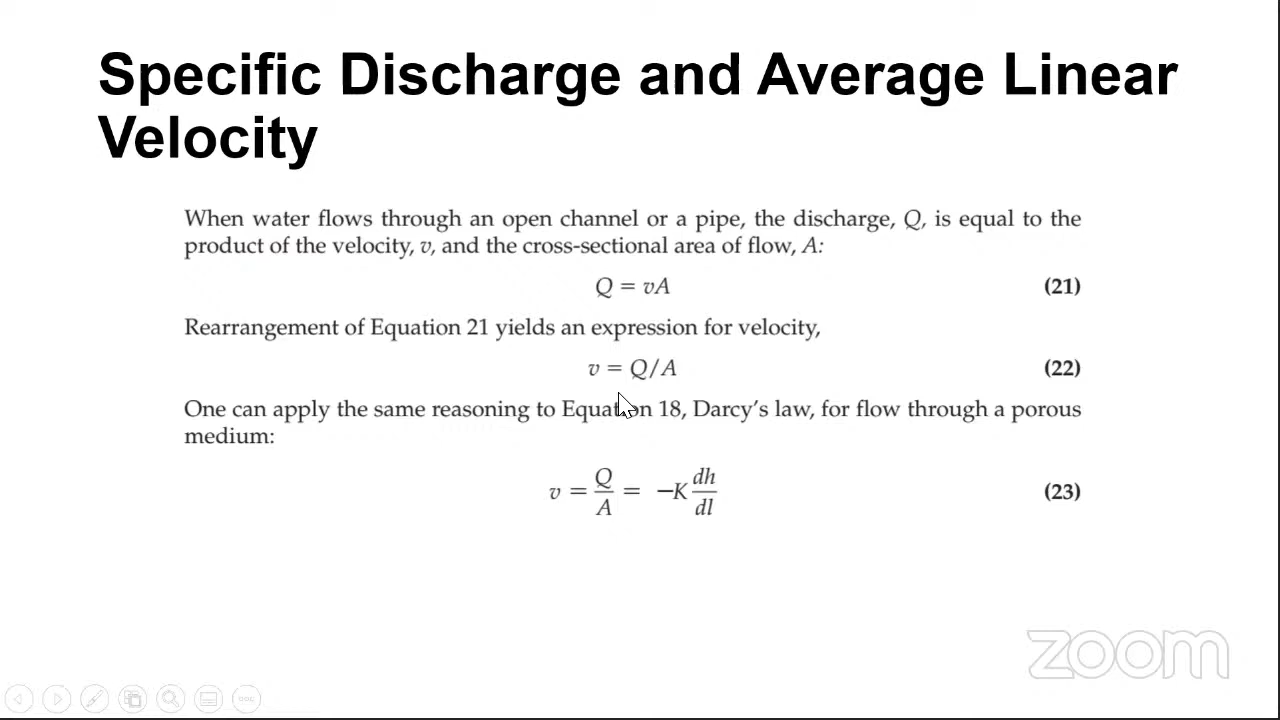 Specific Discharge and Average Linear
Velocity
When water flows through an open channel or a pipe, the discharge, Q, is equal to the
product of the velocity, v, and the cross-sectional area of flow, A:
Q = vA (21)
Rearrangement of Equation 21 yields an expression for velocity,
v = Q/A (22)
One can apply the same reasoning to Equation 18, Darcy's law, for flow through a porous
medium:
v = Q/A = −K dh/dl (23)
zoom